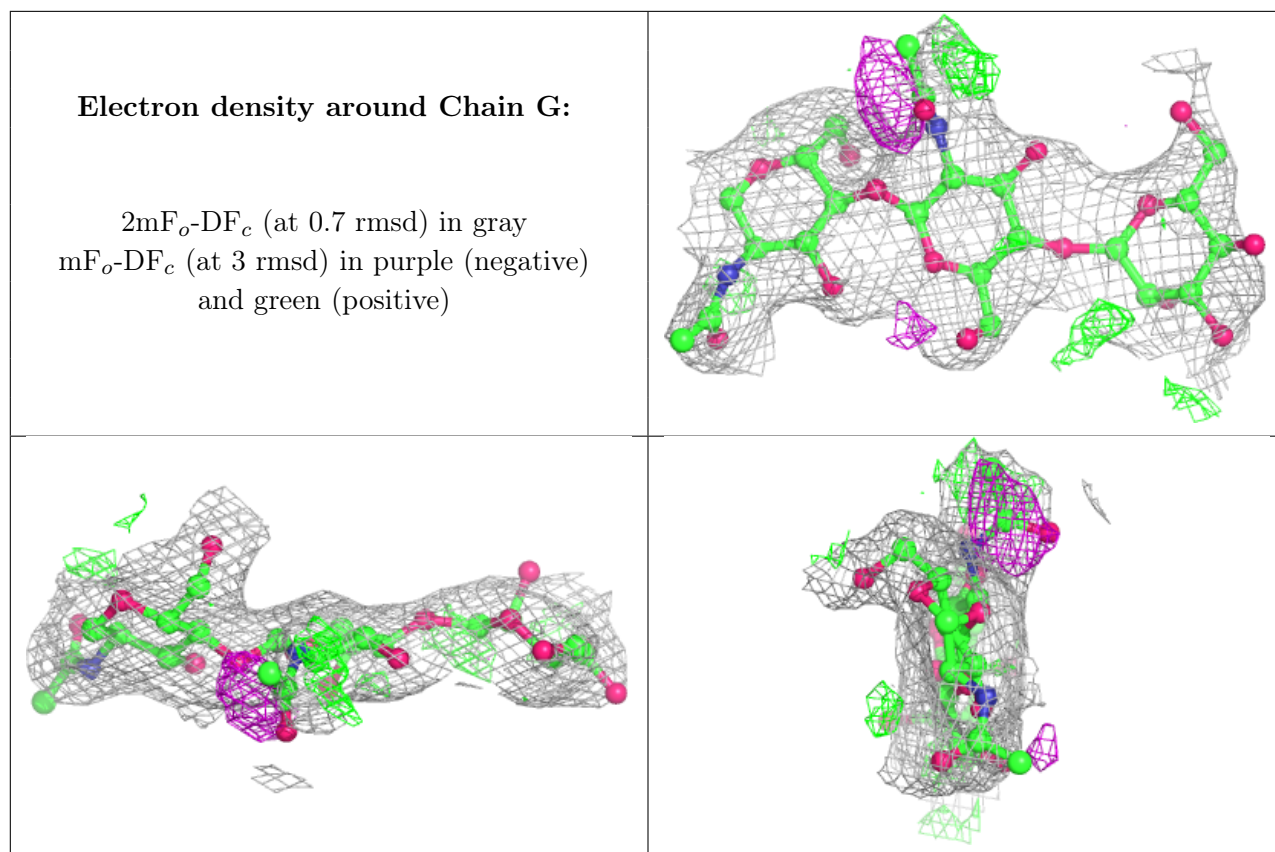 Electron density around Chain G:
2mFo-DFc (at 0.7 rmsd) in gray
mFo-DFc (at 3 rmsd) in purple (negative)
and green (positive)